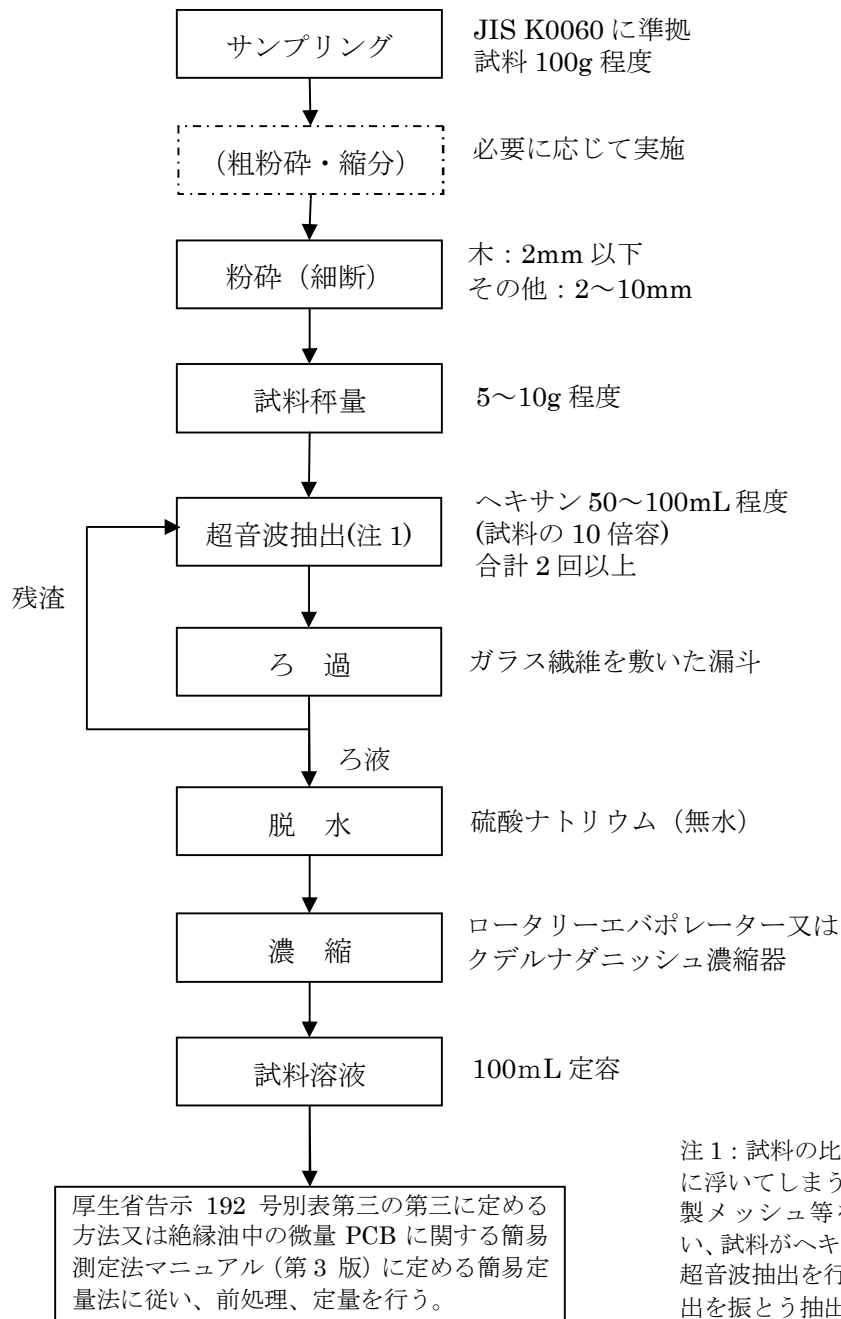 サンプリング
JIS K0060 に準拠
試料 100g 程度
（粗粉砕・縮分）
必要に応じて実施
粉砕（細断）
木：2mm 以下
その他：2～10mm
試料秤量
5～10g 程度
超音波抽出(注 1)
ヘキサン 50～100mL 程度
(試料の 10 倍容)
合計 2 回以上
残渣
ろ　過
ガラス繊維を敷いた漏斗
ろ液
脱　水
硫酸ナトリウム（無水）
濃　縮
ロータリーエバポレーター又は
クデルナダニッシュ濃縮器
試料溶液
100mL 定容
厚生省告示 192 号別表第三の第三に定める
方法又は絶縁油中の微量 PCB に関する簡易
測定法マニュアル（第 3 版）に定める簡易定
量法に従い、前処理、定量を行う。
注 1：試料の比
に浮いてしまう
製メッシュ等
い、試料がヘキ
超音波抽出を行
出を振とう抽出